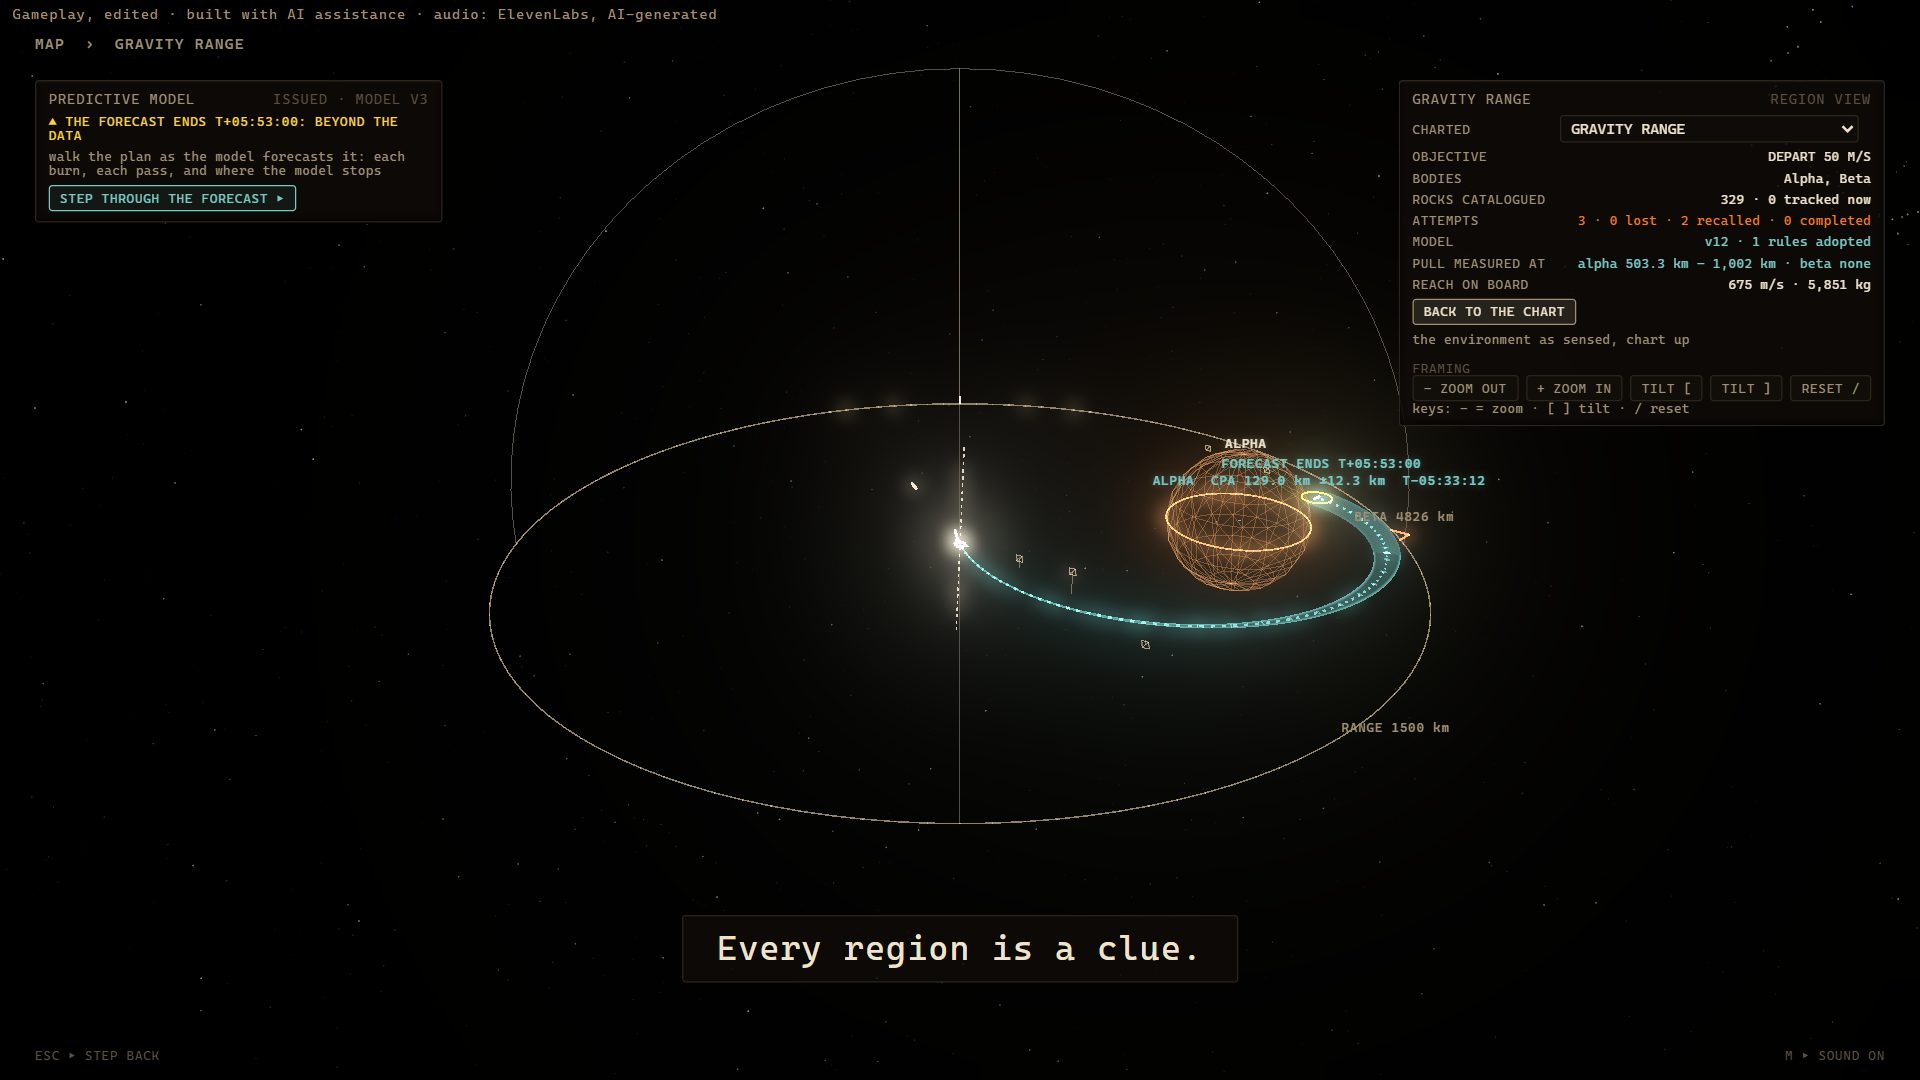 Gameplay, edited · built with AI assistance · audio: ElevenLabs, AI-generated
MAP › GRAVITY RANGE
PREDICTIVE MODEL ISSUED · MODEL V3
▲ THE FORECAST ENDS T+05:53:00: BEYOND THE
DATA
walk the plan as the model forecasts it: each
burn, each pass, and where the model stops
STEP THROUGH THE FORECAST ▸
GRAVITY RANGE REGION VIEW
CHARTED GRAVITY RANGE
OBJECTIVE DEPART 50 M/S
BODIES Alpha, Beta
ROCKS CATALOGUED 329 · 0 tracked now
ATTEMPTS 3 · 0 lost · 2 recalled · 0 completed
MODEL v12 · 1 rules adopted
PULL MEASURED AT alpha 503.3 km – 1,002 km · beta none
REACH ON BOARD 675 m/s · 5,851 kg
BACK TO THE CHART
the environment as sensed, chart up
FRAMING
− ZOOM OUT + ZOOM IN TILT [ TILT ] RESET /
keys: − = zoom · [ ] tilt · / reset
ALPHA
FORECAST ENDS T+05:53:00
ALPHA CPA 129.0 km ±12.3 km T−05:33:12
BETA 4826 km
RANGE 1500 km
Every region is a clue.
ESC ▸ STEP BACK
M ▸ SOUND ON